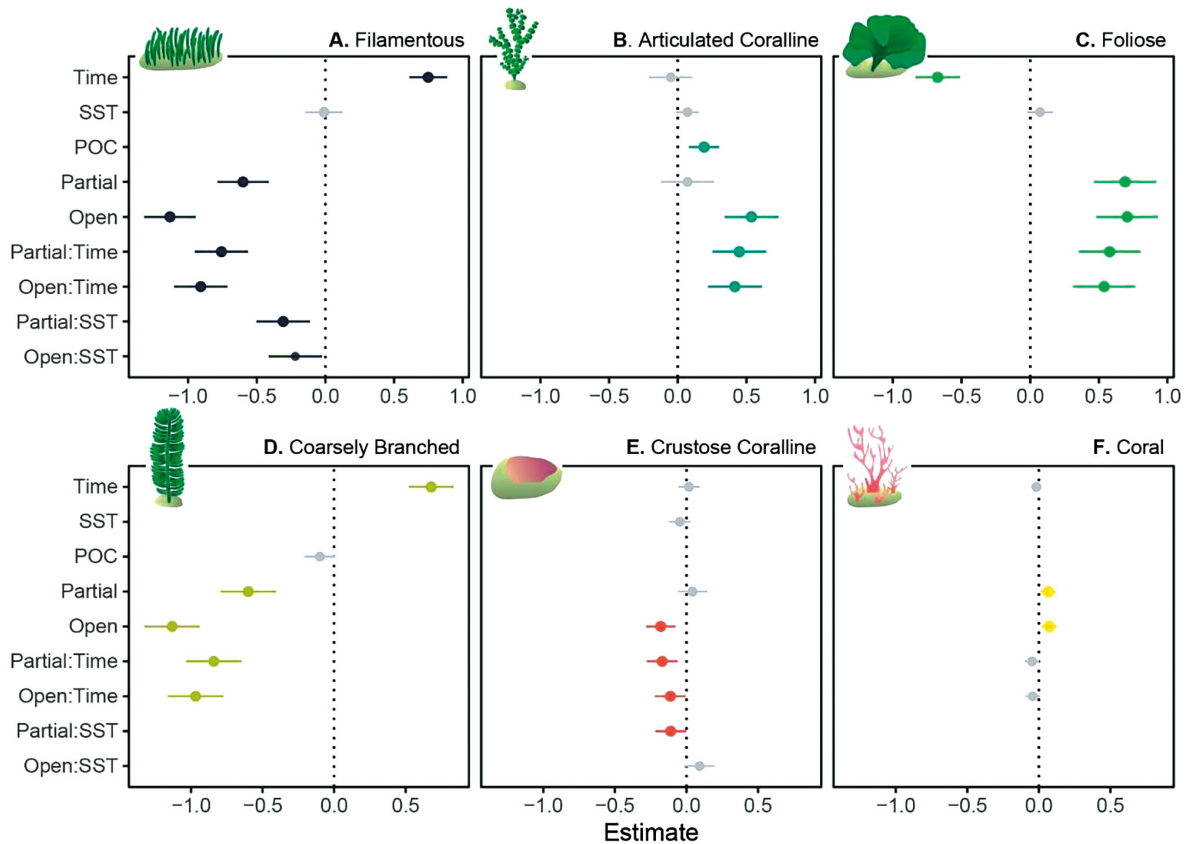 A. Filamentous
B. Articulated Coralline
C. Foliose
Time
SST
POC
Partial
Open
Partial:Time
Open:Time
Partial:SST
Open:SST
−1.0 −0.5 0.0 0.5 1.0
−1.0 −0.5 0.0 0.5 1.0
−1.0 −0.5 0.0 0.5 1.0
D. Coarsely Branched
E. Crustose Coralline
F. Coral
Time
SST
POC
Partial
Open
Partial:Time
Open:Time
Partial:SST
Open:SST
−1.0 −0.5 0.0 0.5
−1.0 −0.5 0.0 0.5
−1.0 −0.5 0.0 0.5
Estimate